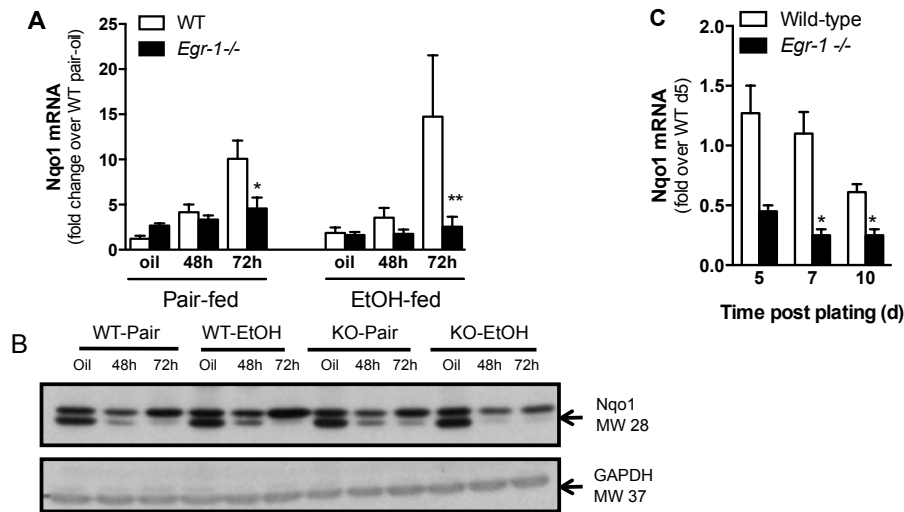 A
WT
Egr-1-/-
Nqo1 mRNA
(fold change over WT pair-oil)
25
20
15
10
5
0
*
**
oil 48h 72h oil 48h 72h
Pair-fed EtOH-fed
C
Wild-type
Egr-1 -/-
Nqo1 mRNA
(fold over WT d5)
2.0
1.5
1.0
0.5
0.0
* *
5 7 10
Time post plating (d)
B
WT-Pair WT-EtOH KO-Pair KO-EtOH
Oil 48h 72h Oil 48h 72h Oil 48h 72h Oil 48h 72h
Nqo1
MW 28
GAPDH
MW 37